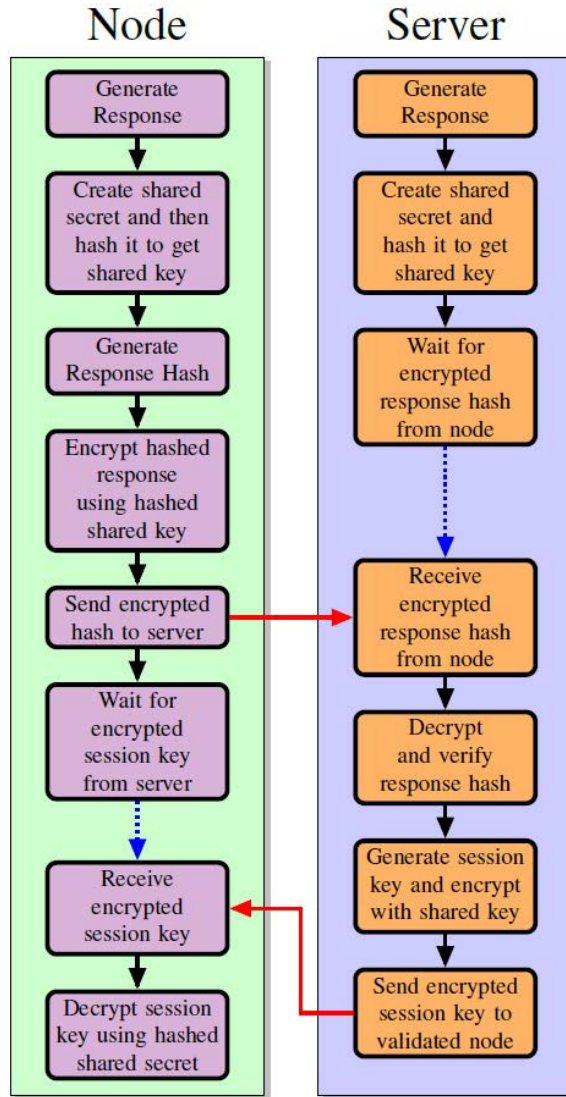 Node
Generate
Response
Create shared
secret and then
hash it to get
shared key
Generate
Response Hash
Encrypt hashed
response
using hashed
shared key
Send encrypted
hash to server
Wait for
encrypted
session key
from server
Receive
encrypted
session key
Decrypt session
key using hashed
shared secret
Server
Generate
Response
Create shared
secret and
hash it to get
shared key
Wait for
encrypted
response hash
from node
Receive
encrypted
response hash
from node
Decrypt
and verify
response hash
Generate session
key and encrypt
with shared key
Send encrypted
session key to
validated node